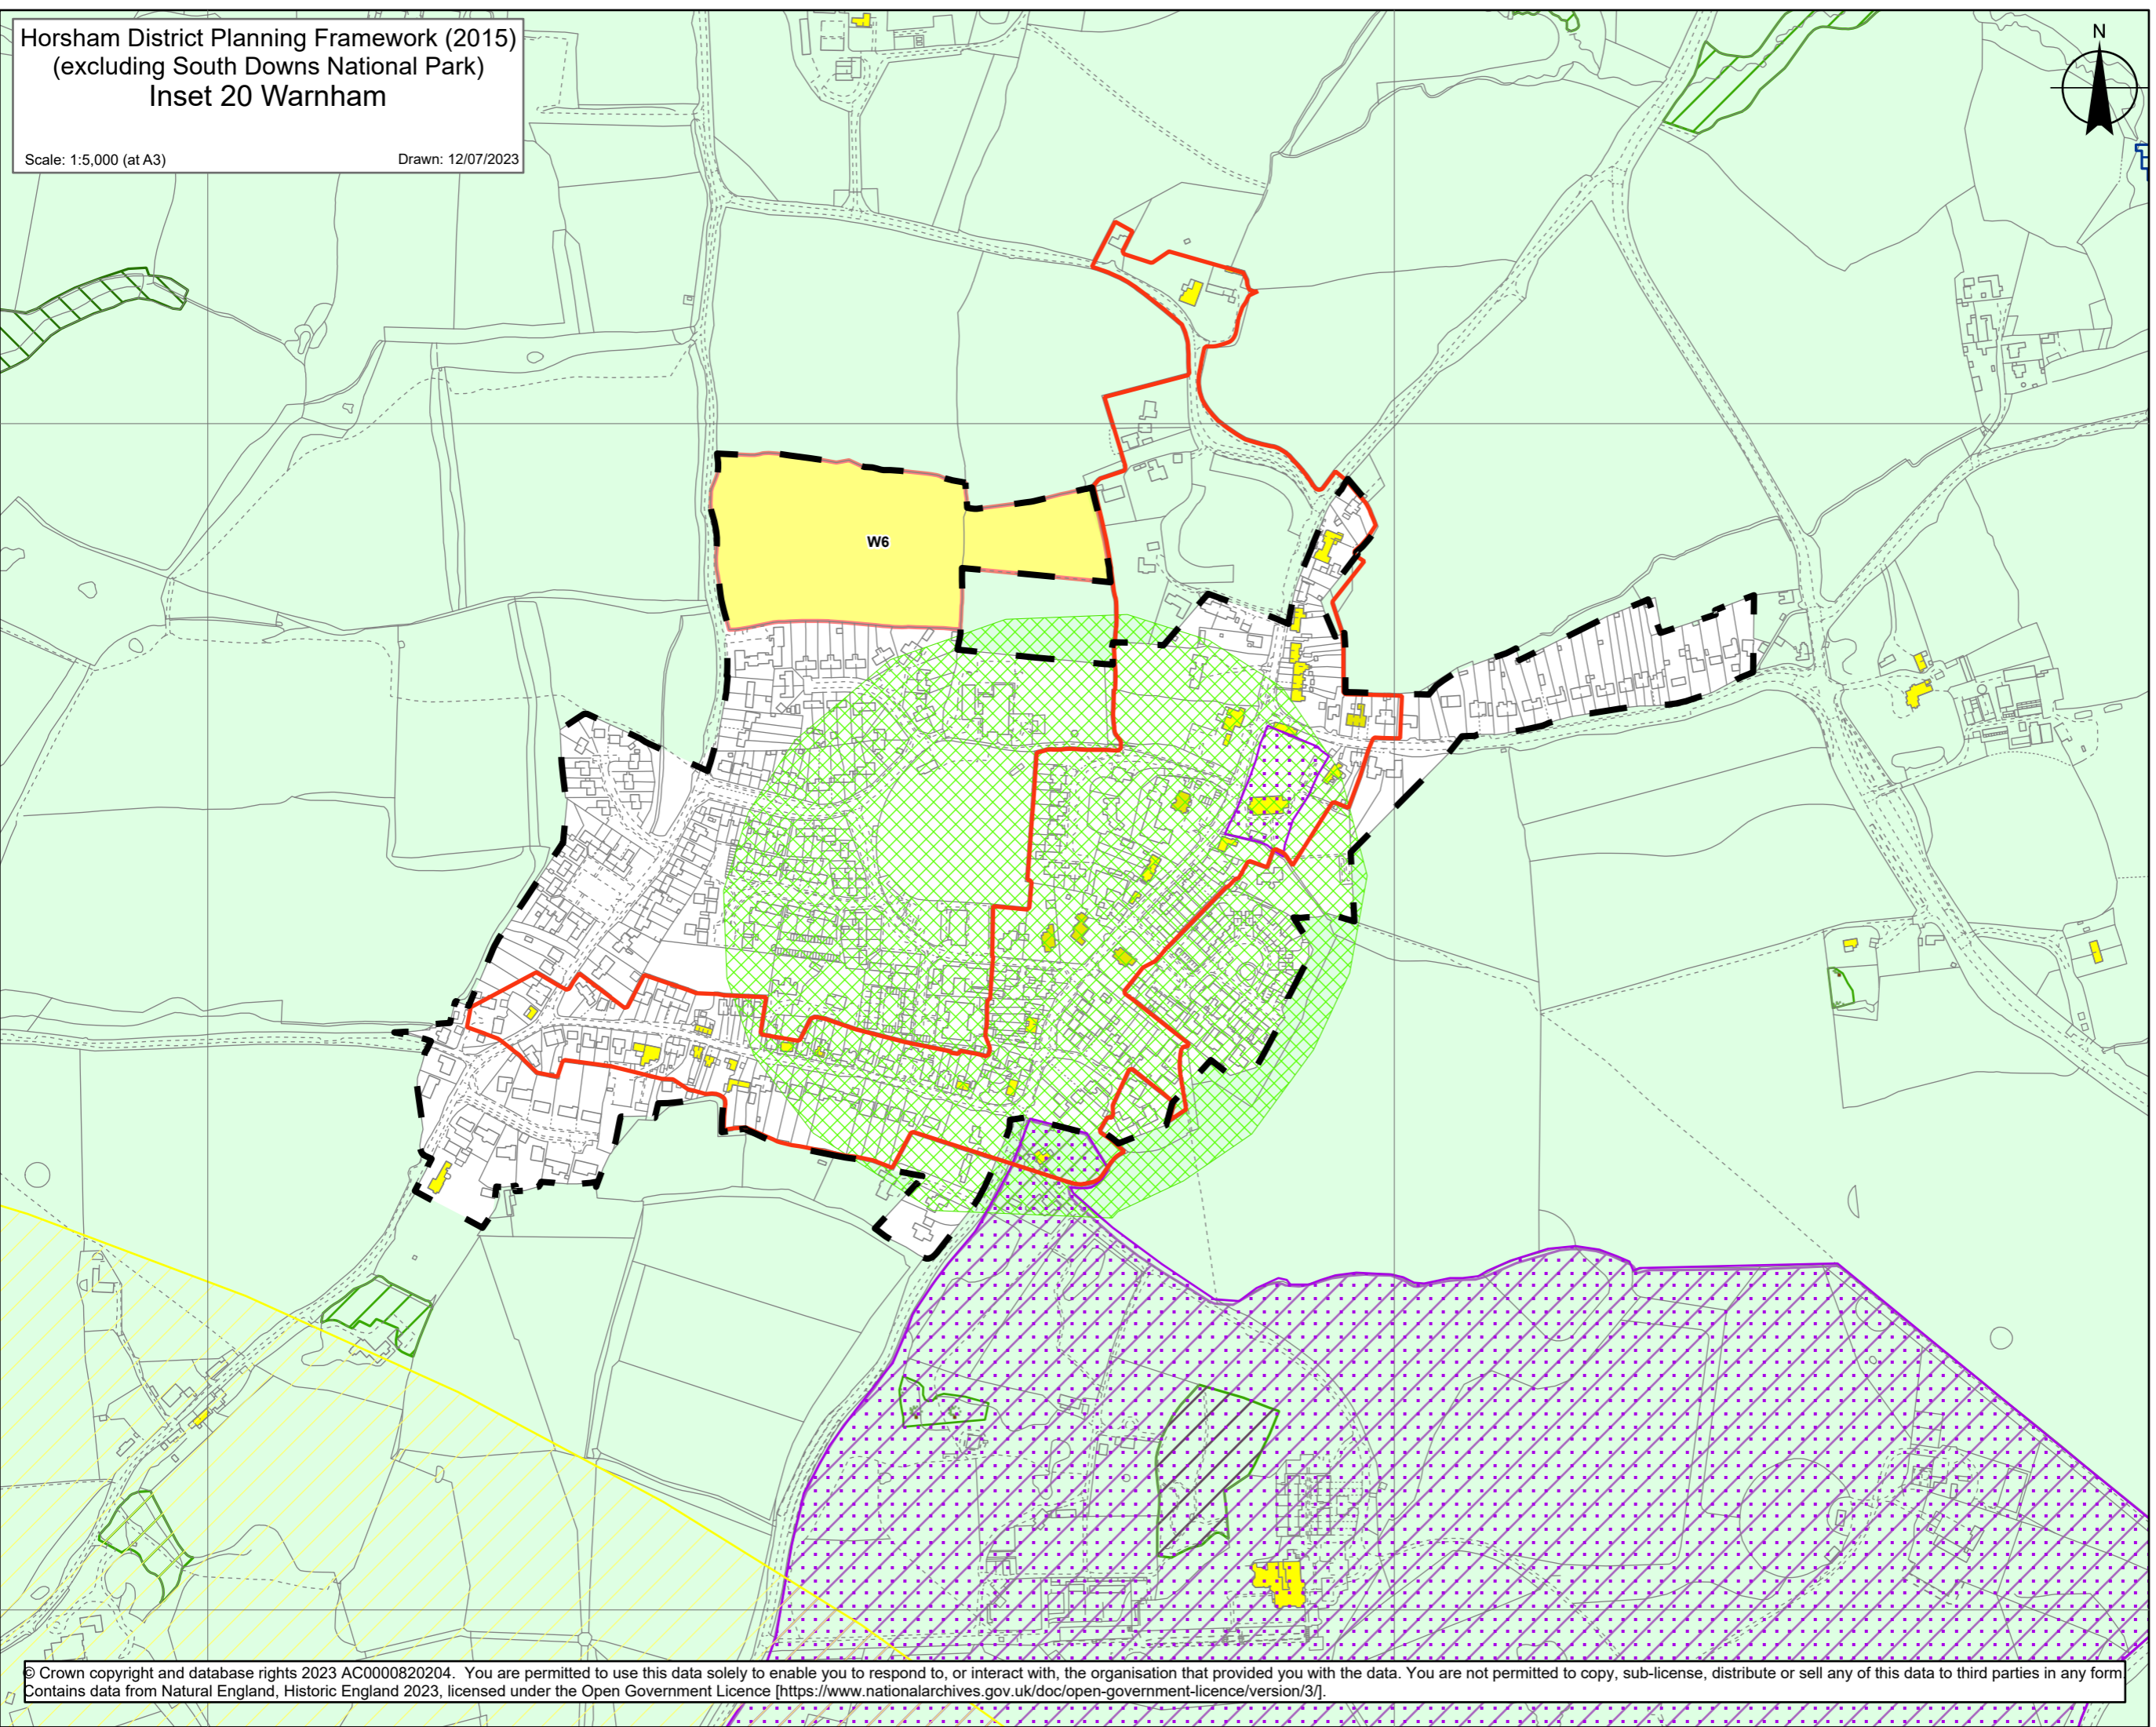 Horsham District Planning Framework (2015)
(excluding South Downs National Park)
Inset 20 Warnham
Scale: 1:5,000 (at A3) Drawn: 12/07/2023
N
W6
© Crown copyright and database rights 2023 AC0000820204. You are permitted to use this data solely to enable you to respond to, or interact with, the organisation that provided you with the data. You are not permitted to copy, sub-license, distribute or sell any of this data to third parties in any form
Contains data from Natural England, Historic England 2023, licensed under the Open Government Licence [https://www.nationalarchives.gov.uk/doc/open-government-licence/version/3/].